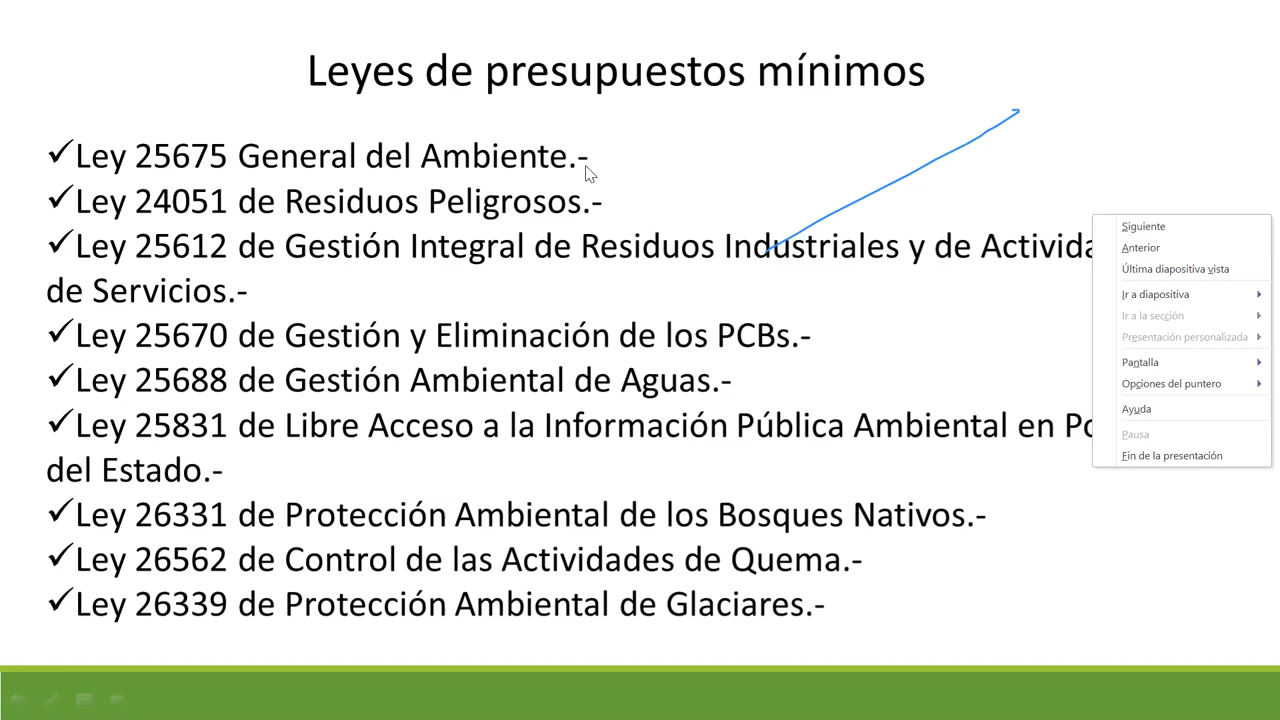 Leyes de presupuestos mínimos
✓Ley 25675 General del Ambiente.-
✓Ley 24051 de Residuos Peligrosos.-
✓Ley 25612 de Gestión Integral de Residuos Industriales y de
de Servicios.-
✓Ley 25670 de Gestión y Eliminación de los PCBs.-
✓Ley 25688 de Gestión Ambiental de Aguas.-
✓Ley 25831 de Libre Acceso a la Información Pública Ambiental en
del Estado.-
✓Ley 26331 de Protección Ambiental de los Bosques Nativos.-
✓Ley 26562 de Control de las Actividades de Quema.-
✓Ley 26339 de Protección Ambiental de Glaciares.-
Siguiente
Anterior
Última diapositiva vista
Ir a diapositiva
Ir a la sección
Presentación personalizada
Pantalla
Opciones del puntero
Ayuda
Pausa
Fin de la presentación